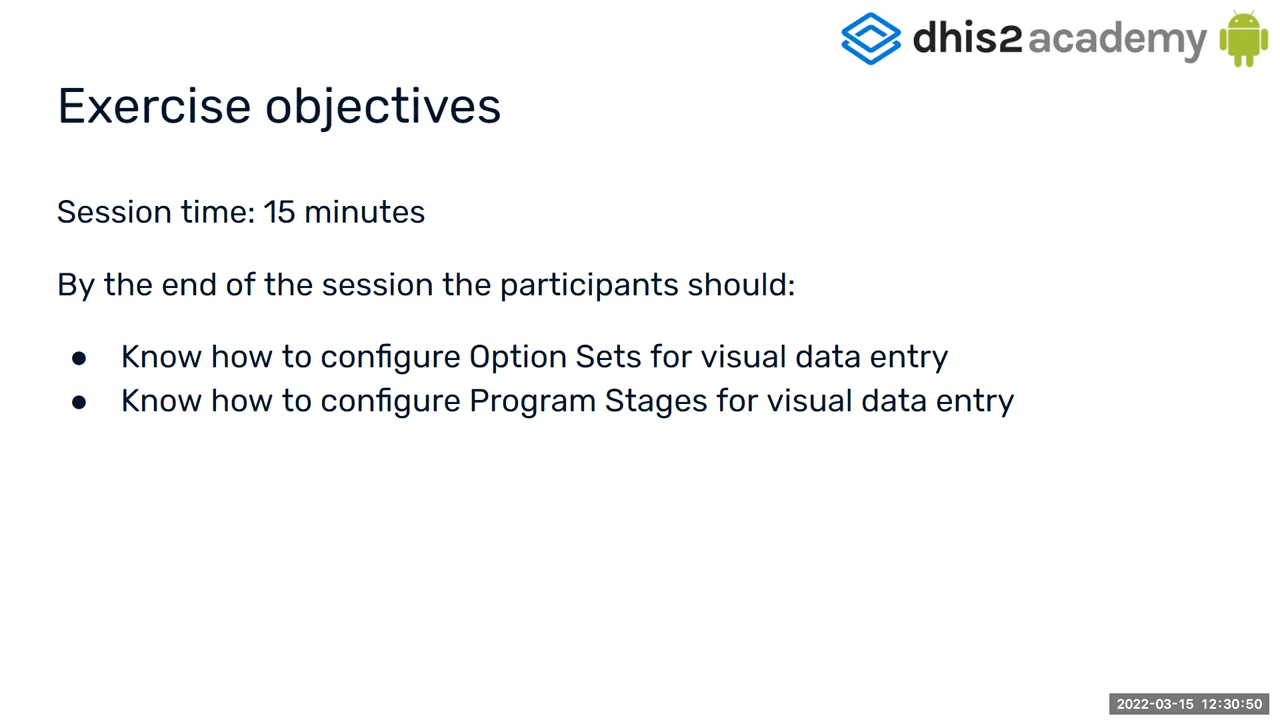 dhis2 academy
Exercise objectives
Session time: 15 minutes
By the end of the session the participants should:
● Know how to configure Option Sets for visual data entry
● Know how to configure Program Stages for visual data entry
2022-03-15 12:30:50